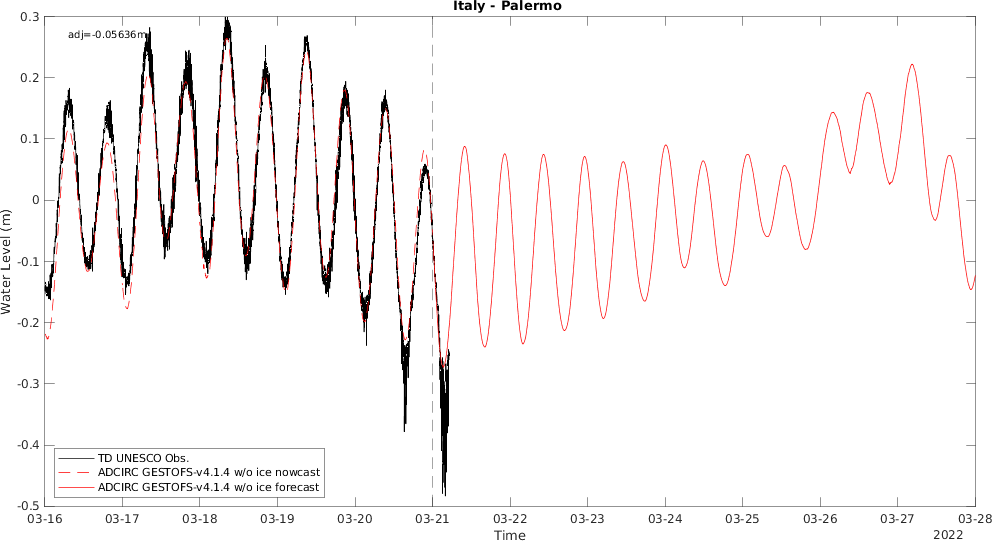 Italy - Palermo
adj=-0.05636m
0.3
0.2
0.1
0
-0.1
-0.2
-0.3
-0.4
-0.5
Water Level (m)
TD UNESCO Obs.
ADCIRC GESTOFS-v4.1.4 w/o ice nowcast
ADCIRC GESTOFS-v4.1.4 w/o ice forecast
03-16 03-17 03-18 03-19 03-20 03-21 03-22 03-23 03-24 03-25 03-26 03-27 03-28
Time
2022